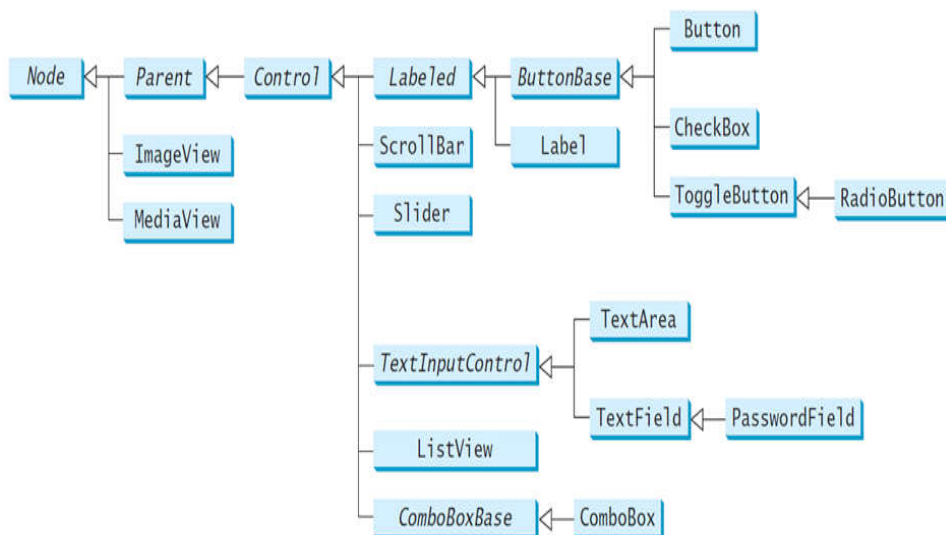 Button
Node
Parent
Control
Labeled
ButtonBase
ImageView
ScrollBar
Label
CheckBox
MediaView
Slider
ToggleButton
RadioButton
TextArea
TextInputControl
TextField
PasswordField
ListView
ComboBoxBase
ComboBox